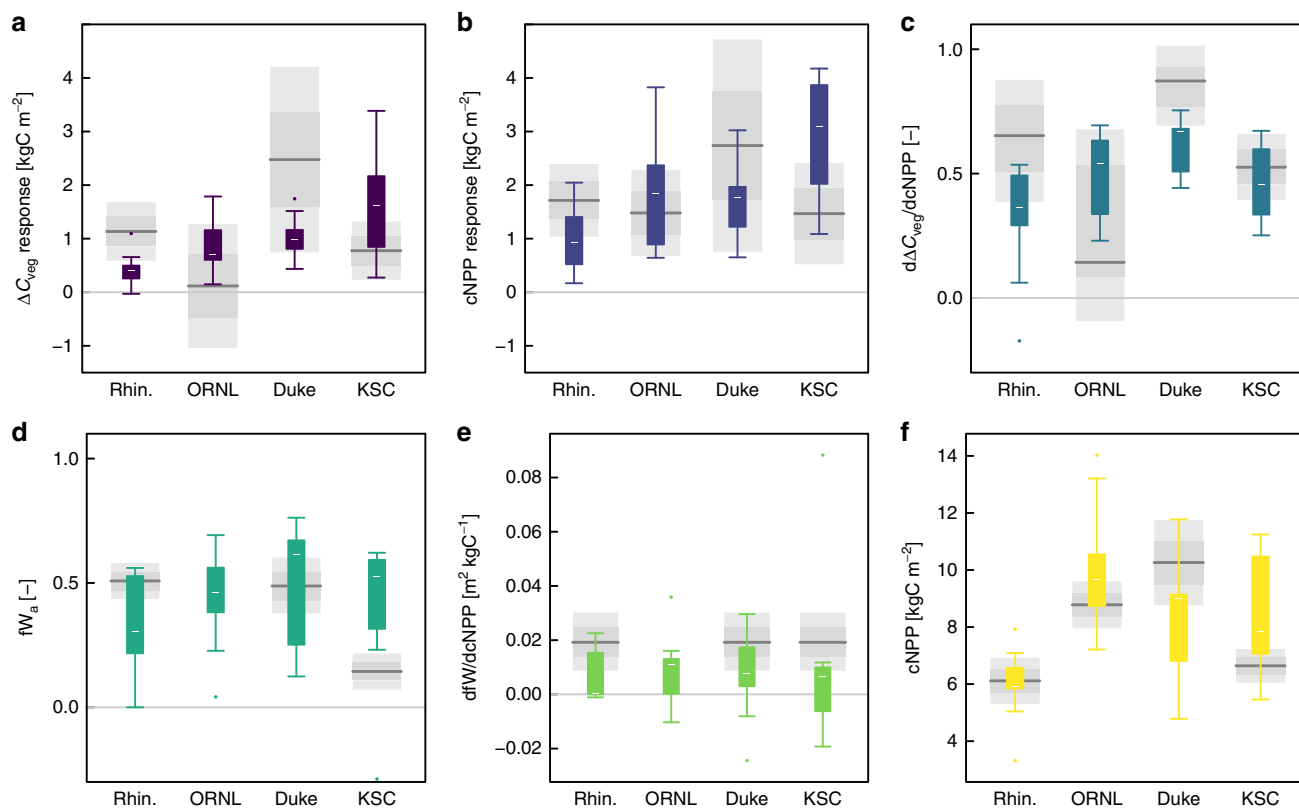 a
ΔCveg response [kgC m−2]
4
3
2
1
0
−1
Rhin. ORNL Duke KSC
b
cNPP response [kgC m−2]
4
3
2
1
0
−1
Rhin. ORNL Duke KSC
c
dΔCveg/dcNPP [-]
1.0
0.5
0.0
Rhin. ORNL Duke KSC
d
fWa [-]
1.0
0.5
0.0
Rhin. ORNL Duke KSC
e
dfW/dcNPP [m2 kgC−1]
0.08
0.06
0.04
0.02
0.00
−0.02
Rhin. ORNL Duke KSC
f
cNPP [kgC m−2]
14
12
10
8
6
4
Rhin. ORNL Duke KSC